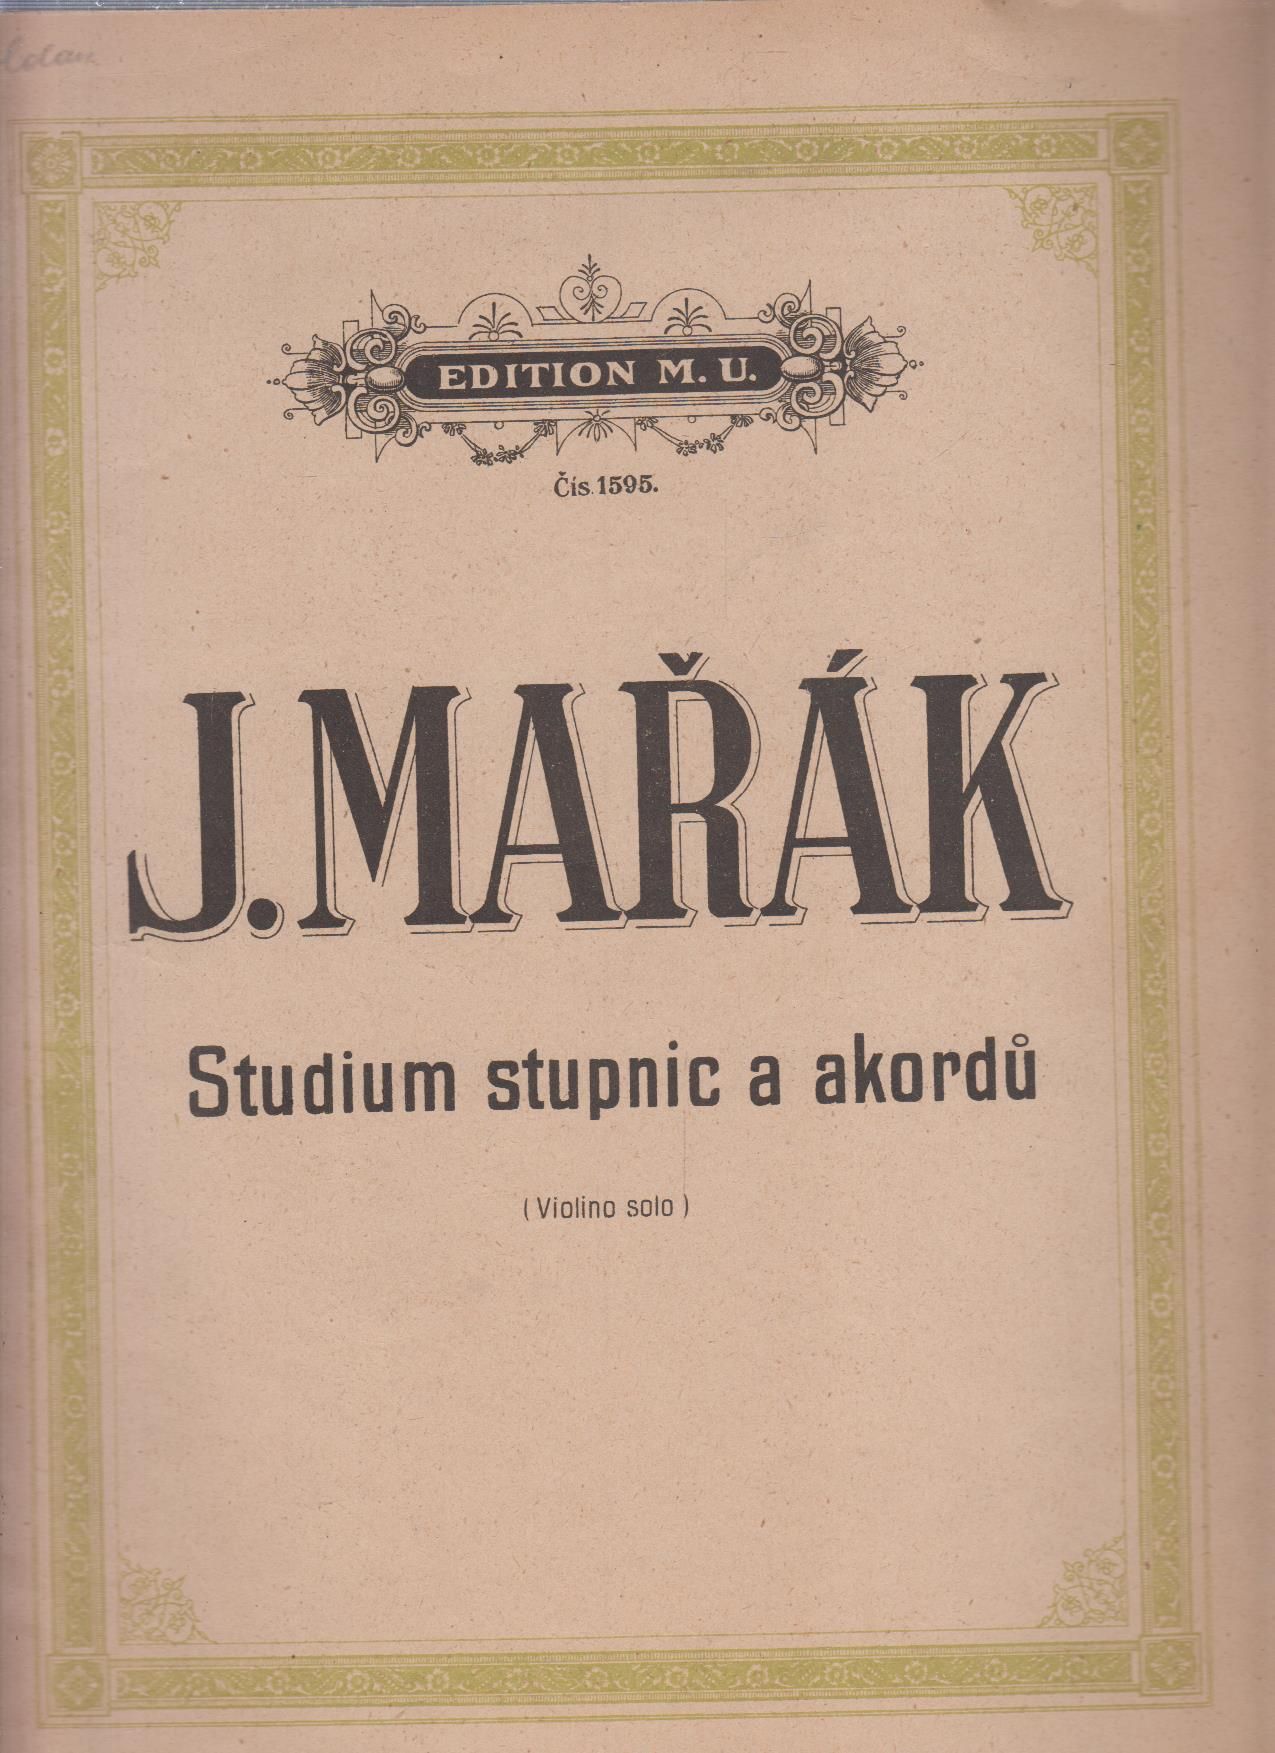 EDITION M. U.
Čís. 1595.
J. MAŘÁK
Studium stupnic a akordů
(Violino solo)